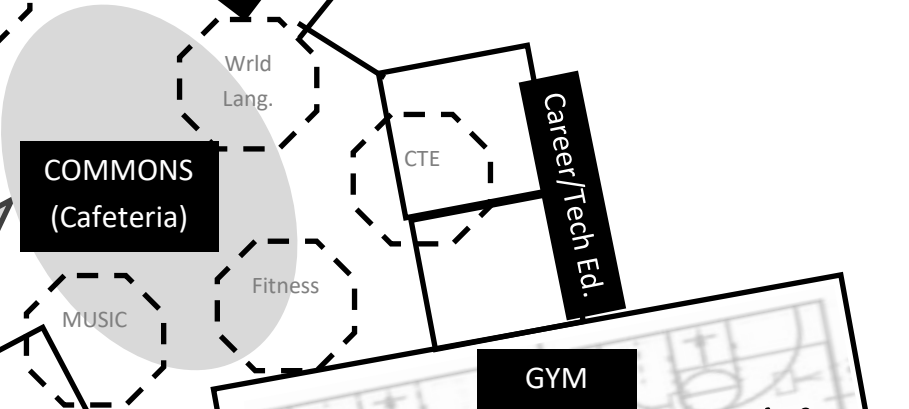 Wrld
Lang.
CTE
Career/Tech Ed.
COMMONS
(Cafeteria)
Fitness
MUSIC
GYM